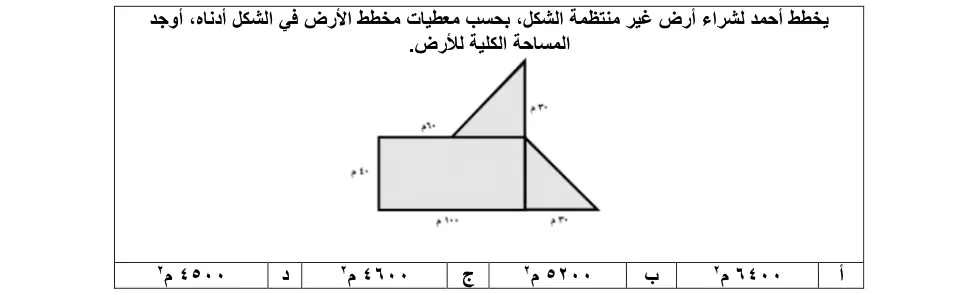 يخطط أحمد لشراء أرض غير منتظمة الشكل، بحسب معطيات مخطط الأرض في الشكل أدناه، أوجد
المساحة الكلية للأرض.
٣٠ م
٦٠م
٤٠ م
١٠٠ م
٣٠ م
أ ٦٤٠٠ م٢ ب ٥٢٠٠ م٢ ج ٤٦٠٠ م٢ د ٤٥٠٠ م٢